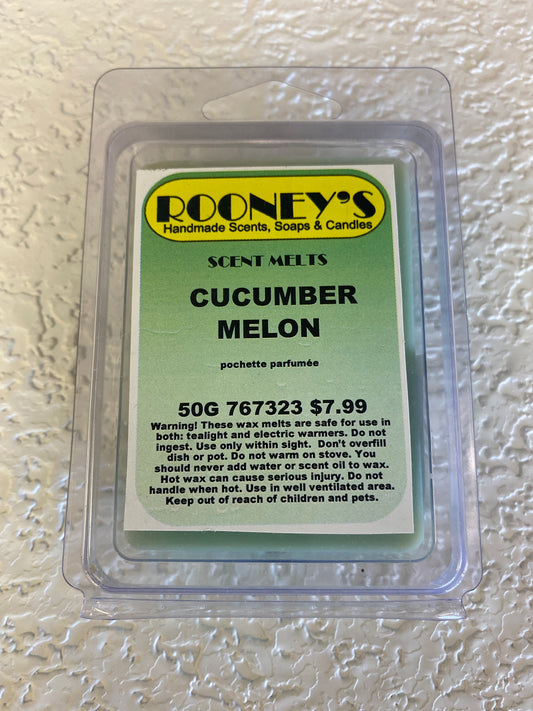 ROONEY'S
Handmade Scents, Soaps & Candles
SCENT MELTS
CUCUMBER
MELON
pochette parfumée
50G 767323 $7.99
Warning! These wax melts are safe for use in
both: tealight and electric warmers. Do not
ingest. Use only within sight. Don't overfill
dish or pot. Do not warm on stove. You
should never add water or scent oil to wax.
Hot wax can cause serious injury. Do not
handle when hot. Use in well ventilated area.
Keep out of reach of children and pets.